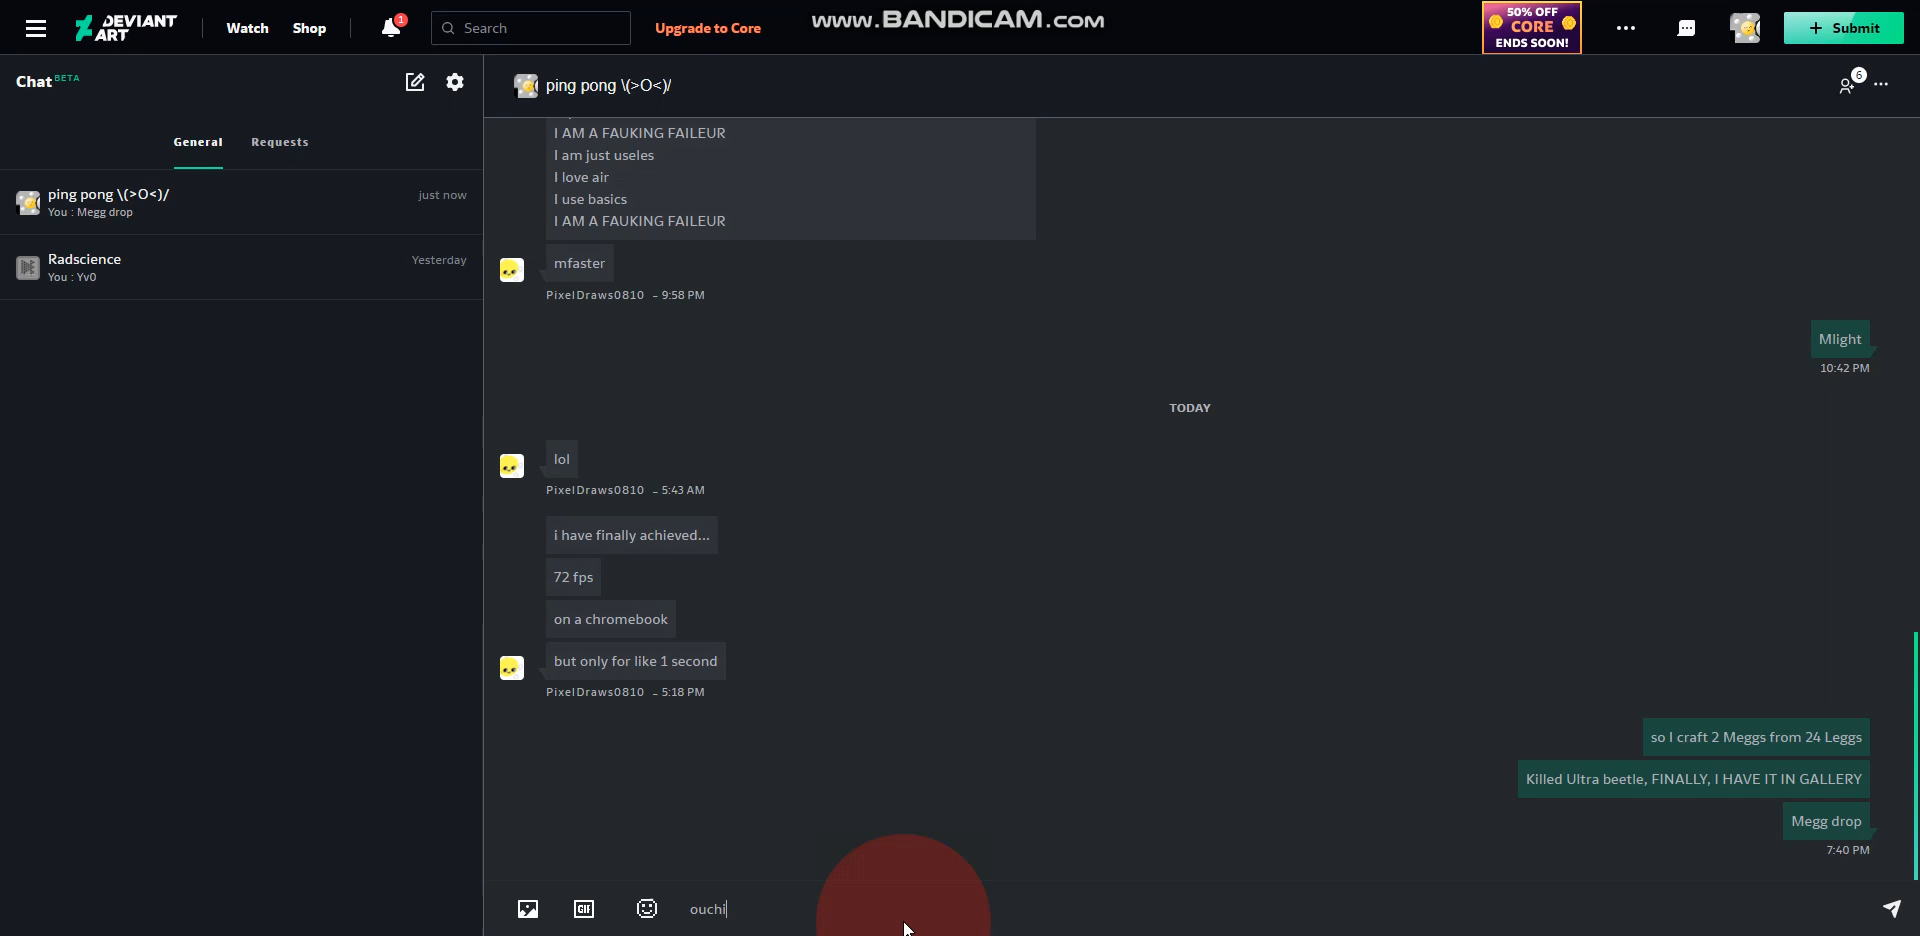 DEVIANT ART
Watch
Shop
1
Search
Upgrade to Core
www.BANDICAM.com
50% OFF
CORE
ENDS SOON!
Submit
Chat BETA
General
Requests
ping pong \(>O<)/
just now
You : Megg drop
Radscience
Yesterday
You : Yv0
ping pong \(>O<)/
6
I AM A FAUKING FAILEUR
I am just useles
I love air
I use basics
I AM A FAUKING FAILEUR
mfaster
PixelDraws0810 – 9:58 PM
Mlight
10:42 PM
TODAY
lol
PixelDraws0810 – 5:43 AM
i have finally achieved...
72 fps
on a chromebook
but only for like 1 second
PixelDraws0810 – 5:18 PM
so I craft 2 Meggs from 24 Leggs
Killed Ultra beetle, FINALLY, I HAVE IT IN GALLERY
Megg drop
7:40 PM
GIF
ouchi